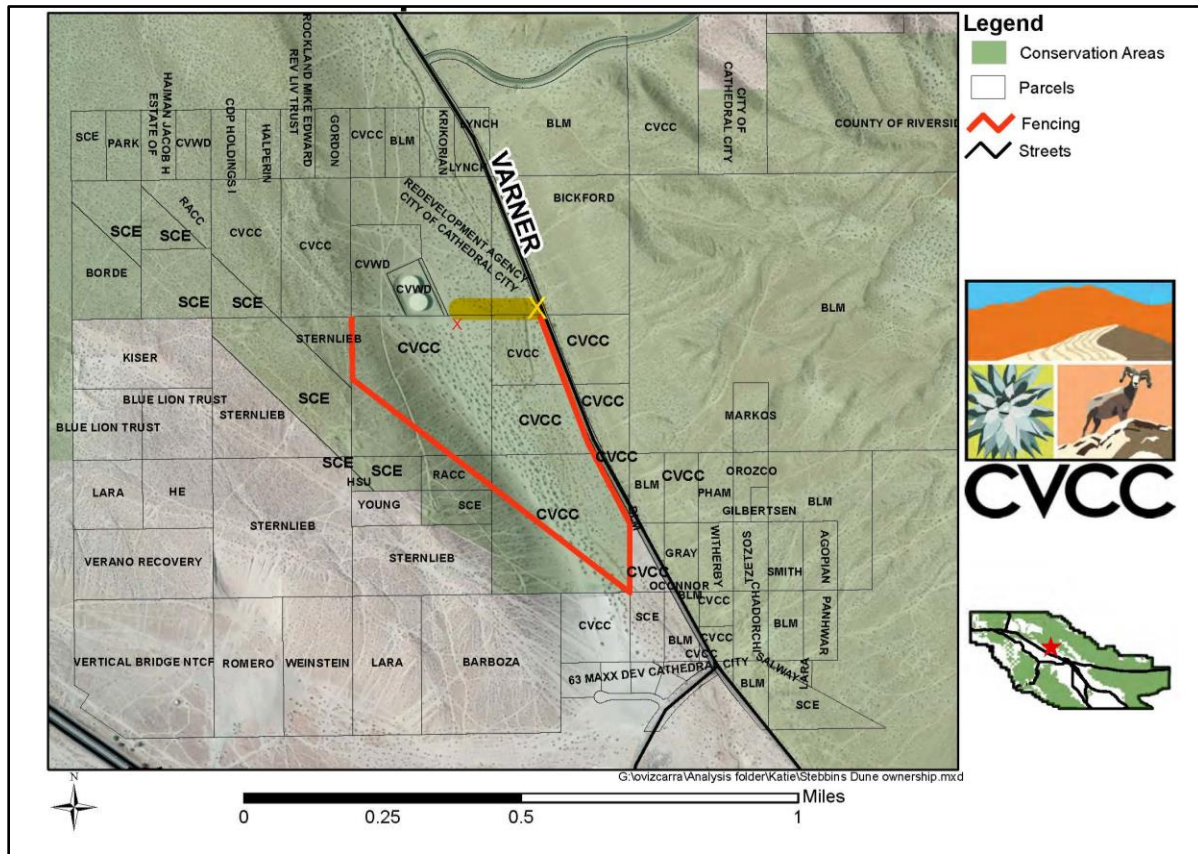 Legend
Conservation Areas
Parcels
Fencing
Streets
SCE
PARK
HAIMAN JACOB H
ESTATE OF
CVWD
CDP HOLDINGS I
HALPERIN
ROCKLAND MIKE EDWARD
REV LIV TRUST
GORDON
CVCC
BLM
KRIKORIAN
LYNCH
LYNCH
BLM
CVCC
CITY OF
CATHEDRAL CITY
COUNTY OF RIVERSID
VARNER
BICKFORD
REDEVELOPMENT AGENCY
CITY OF CATHEDRAL CITY
RACC
SCE
SCE
CVCC
CVCC
CVWD
CVWD
BORDE
SCE
SCE
BLM
STERNLIEB
CVCC
CVCC
CVCC
KISER
BLUE LION TRUST
BLUE LION TRUST
STERNLIEB
SCE
CVCC
CVCC
MARKOS
CVCC
SCE
SCE
HSU
RACC
BLM
CVCC
OROZCO
PHAM
GILBERTSEN
BLM
LARA
HE
YOUNG
SCE
CVCC
BLM
STERNLIEB
STERNLIEB
VERANO RECOVERY
GRAY
WITHERBY
TZETZOS
SMITH
AGOPIAN
CVCC
OCONNOR
BLM
CVCC
CHADORCHI
BLM
PANHWAR
VERTICAL BRIDGE NTCF
ROMERO
WEINSTEIN
LARA
BARBOZA
CVCC
SCE
BLM
CVCC
CVCC
63 MAXX DEV
CATHEDRAL CITY
SALWAY
LARA
BLM
SCE
CVCC
G:\ovizcarra\Analysis folder\Katie\Stebbins Dune ownership.mxd
N
0 0.25 0.5 1
Miles